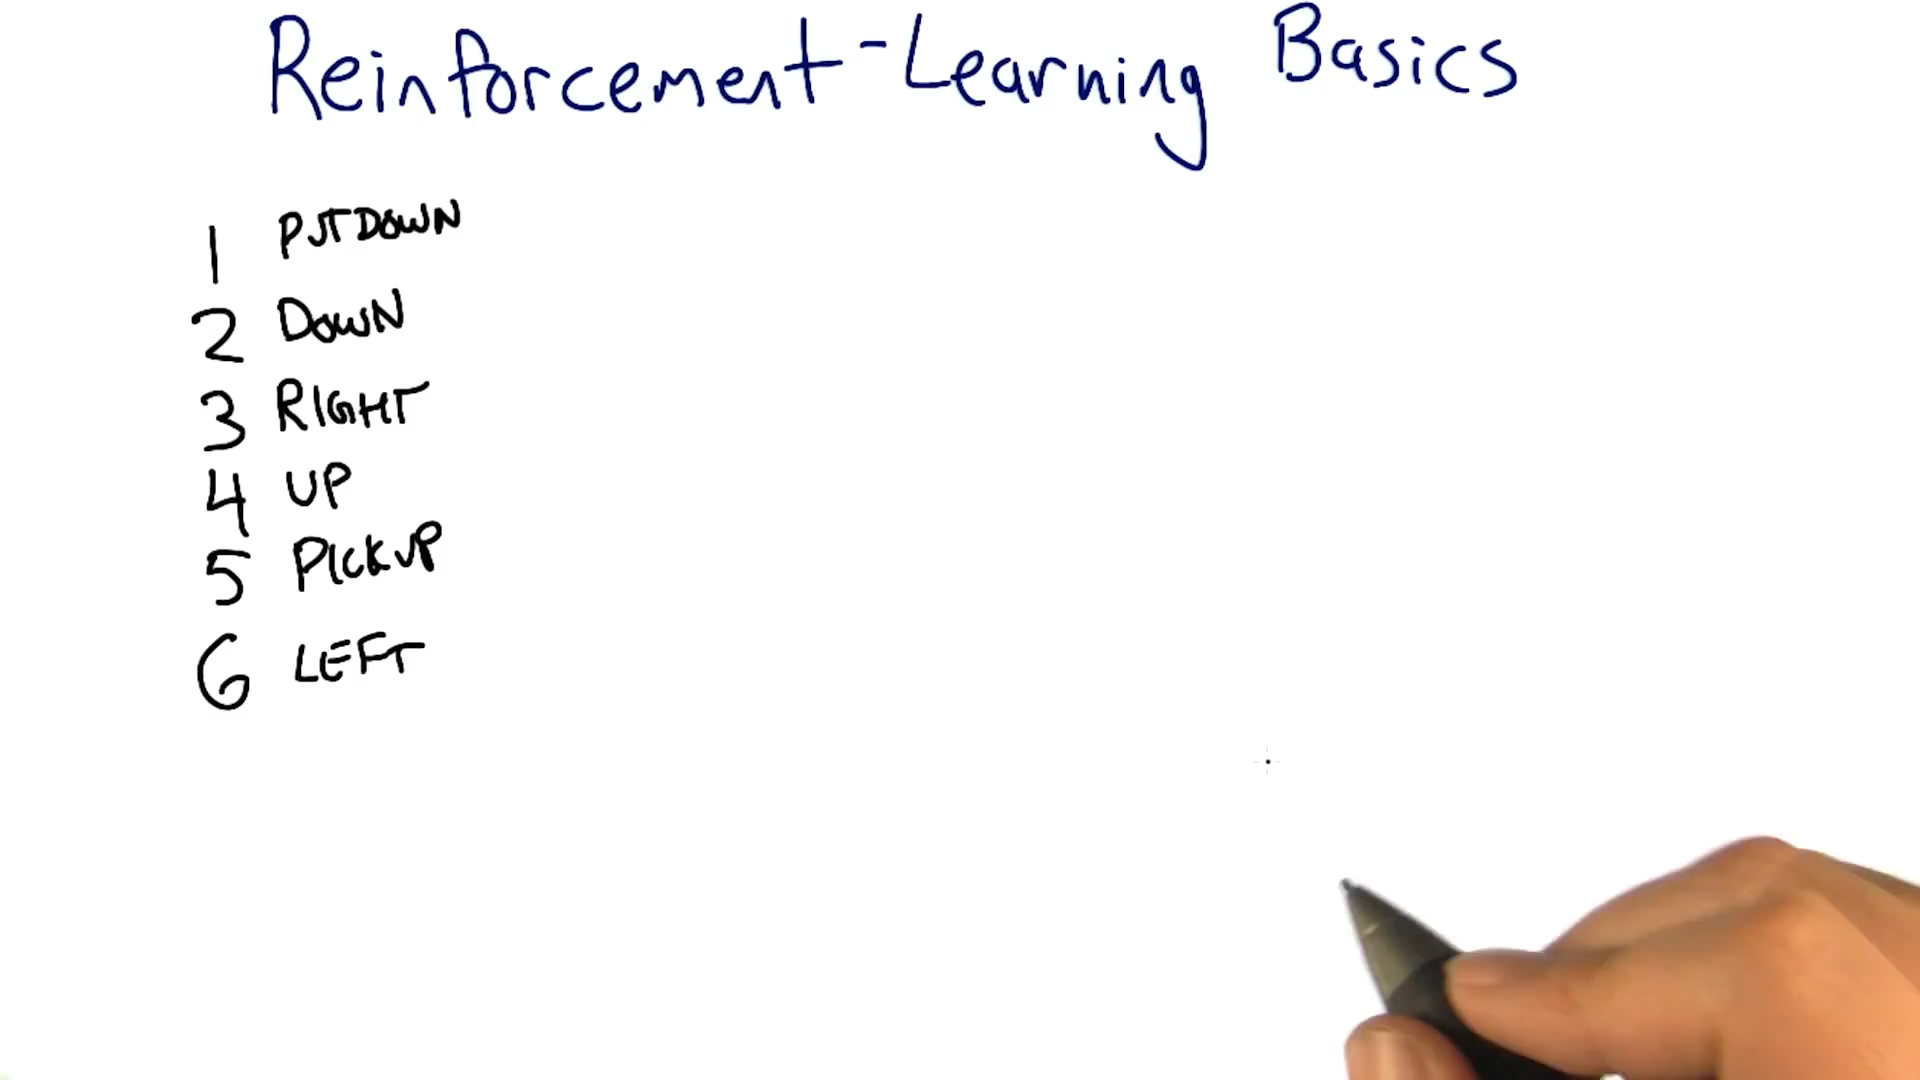 Reinforcement-Learning Basics
1 PUTDOWN
2 DOWN
3 RIGHT
4 UP
5 PICKUP
6 LEFT